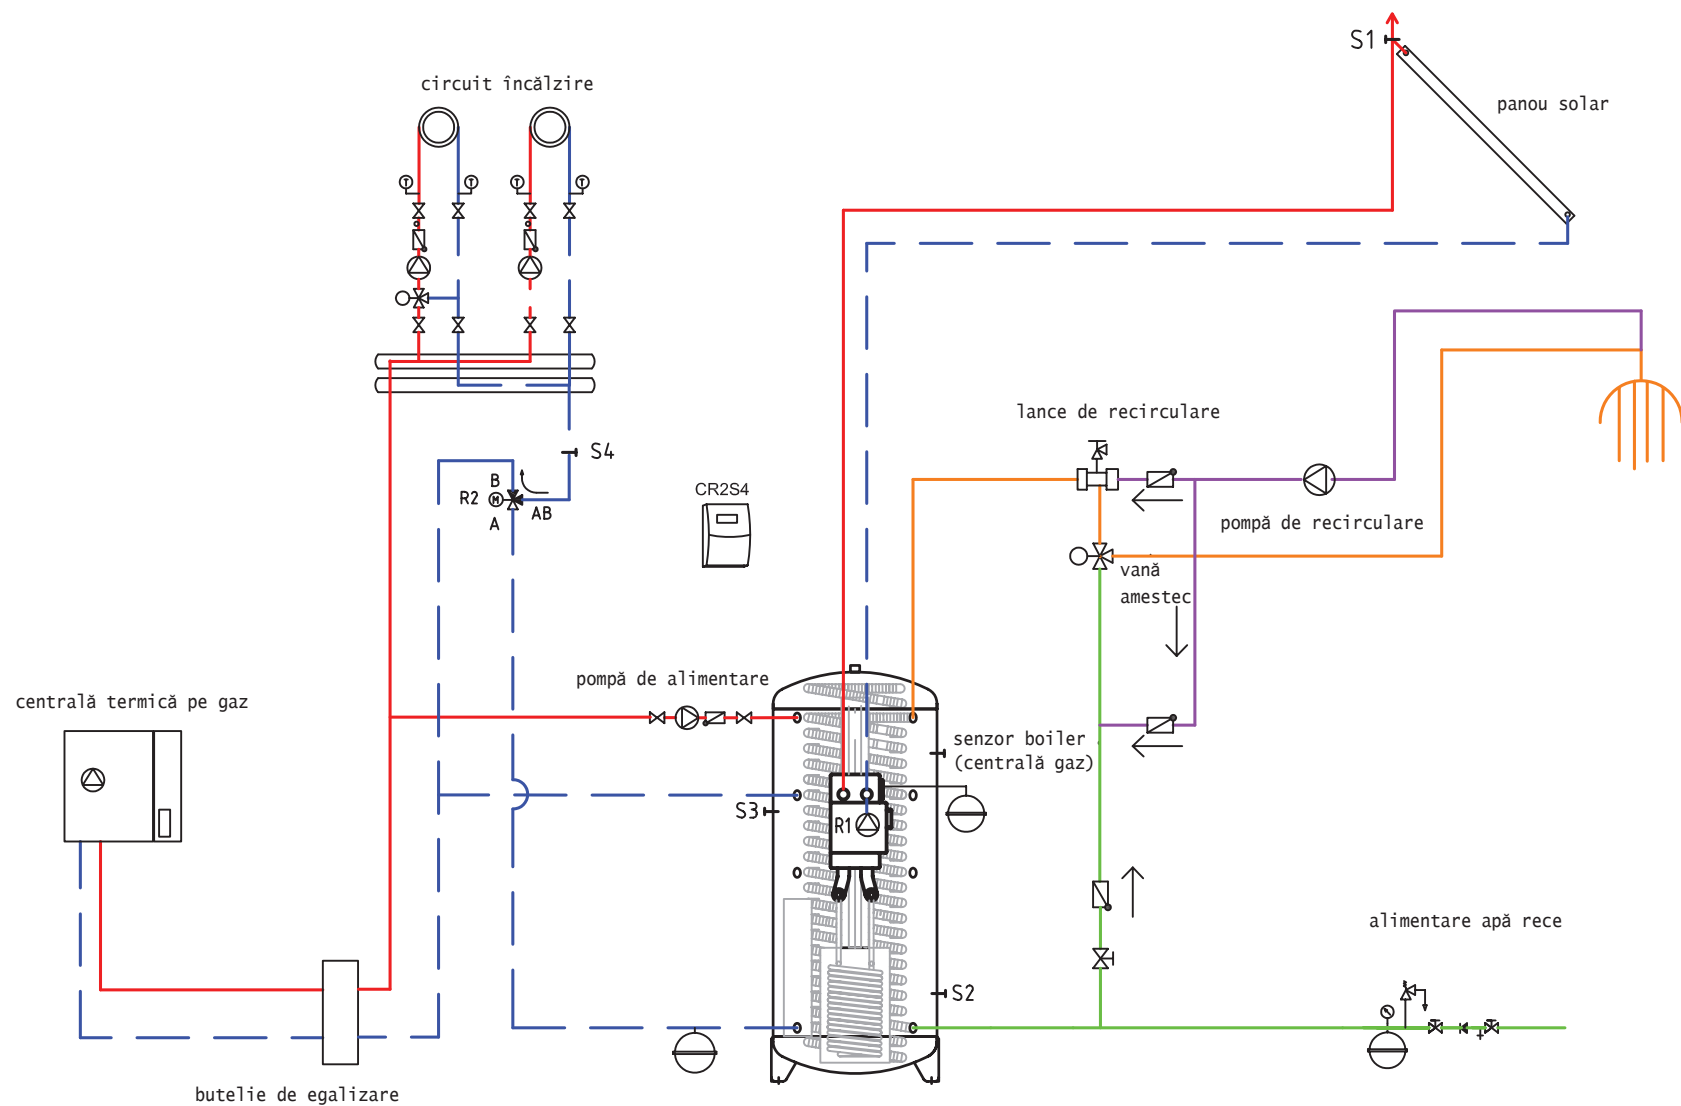 S1
circuit încălzire
panou solar
T
T
T
T
lance de recirculare
S4
B
R2
M
A
AB
CR2S4
pompă de recirculare
vană
amestec
pompă de alimentare
centrală termică pe gaz
senzor boiler
(centrală gaz)
S3
R1
alimentare apă rece
S2
butelie de egalizare